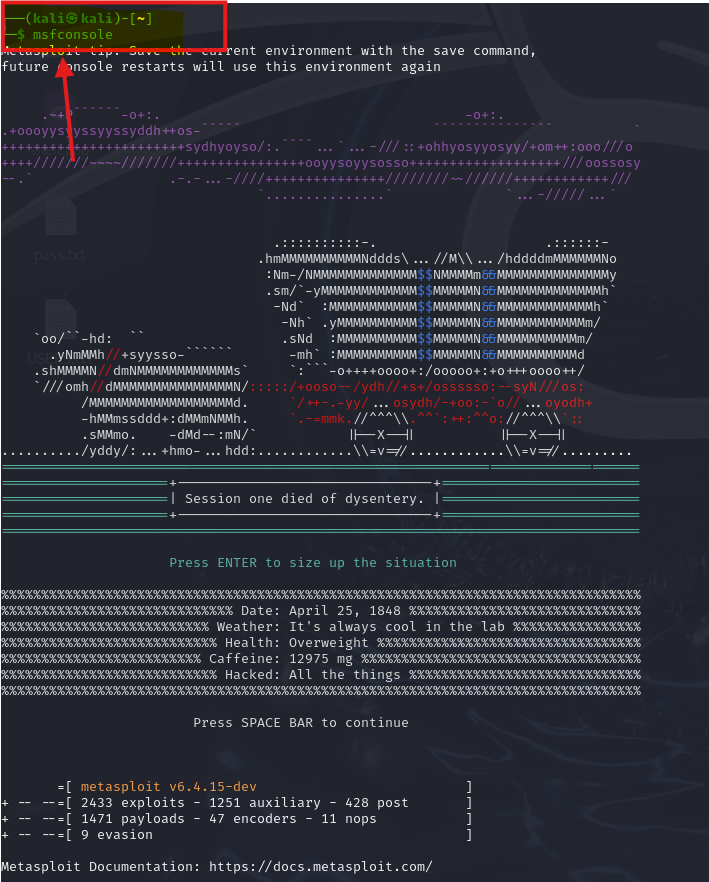 ──(kali㉿kali)-[~]
─$ msfconsole
Metasploit tip: Save the current environment with the save command,
future console restarts will use this environment again
pass.txt
Session one died of dysentery.
Press ENTER to size up the situation
Date: April 25, 1848
Weather: It's always cool in the lab
Health: Overweight
Caffeine: 12975 mg
Hacked: All the things
Press SPACE BAR to continue
=[ metasploit v6.4.15-dev ]
+ -- --=[ 2433 exploits - 1251 auxiliary - 428 post ]
+ -- --=[ 1471 payloads - 47 encoders - 11 nops ]
+ -- --=[ 9 evasion ]
Metasploit Documentation: https://docs.metasploit.com/